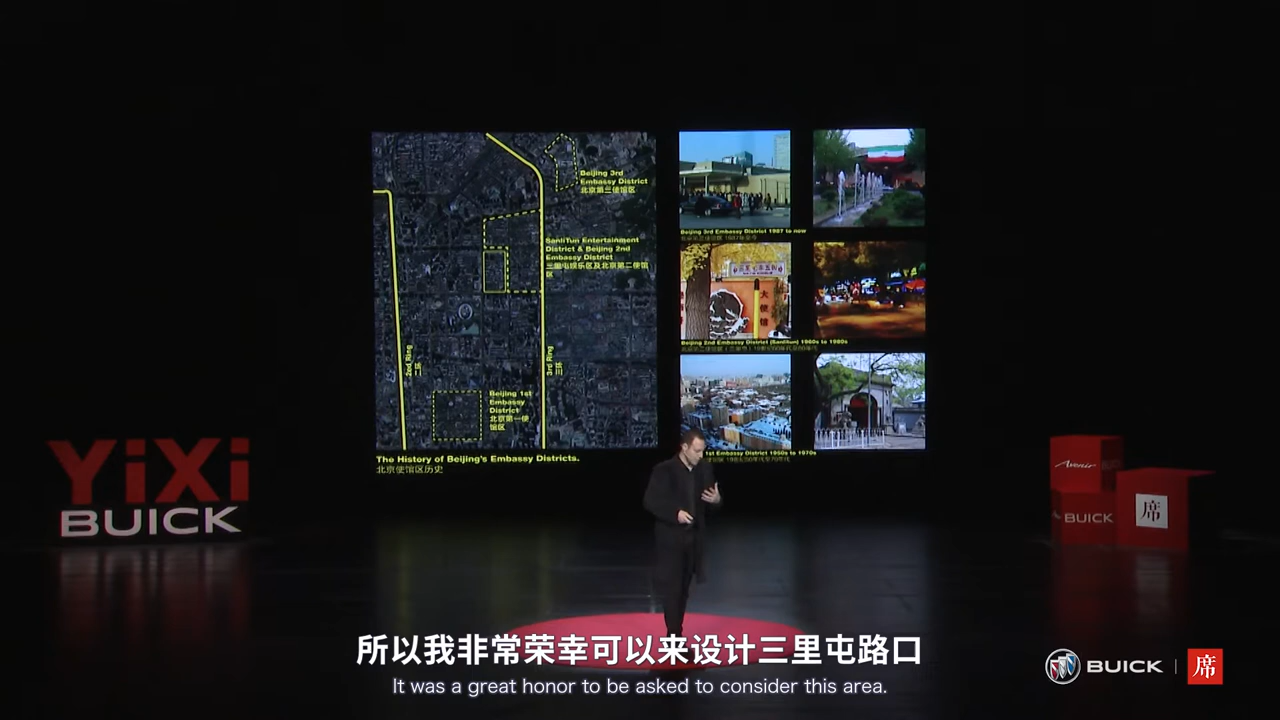 Beijing 3rd
Embassy District
北京第三使馆区
SanliTun Entertainment
District & Beijing 2nd
Embassy District
三里屯娱乐区及北京第二使馆
区
2nd Ring
二环
3rd Ring
三环
Beijing 1st
Embassy
District
北京第一使
馆区
The History of Beijing's Embassy Districts.
北京使馆区历史
Beijing 3rd Embassy District 1987 to now
大使馆
Beijing 2nd Embassy District (Sanlitun) 1960s to 1980s
1st Embassy District 1950s to 1970s
YiXi
BUICK
Avenir
BUICK
席
所以我非常荣幸可以来设计三里屯路口
It was a great honor to be asked to consider this area.
BUICK
席